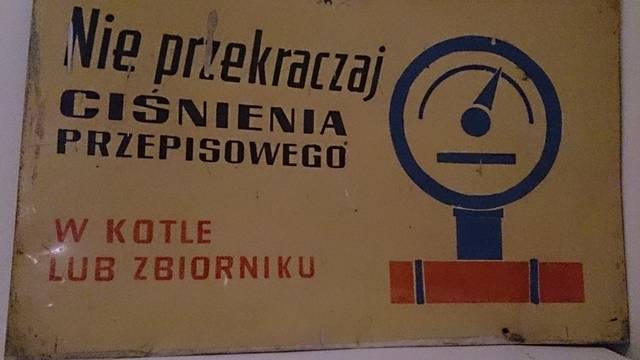 Nie przekraczaj
CIŚNIENIA
PRZEPISOWEGO
W KOTLE
LUB ZBIORNIKU